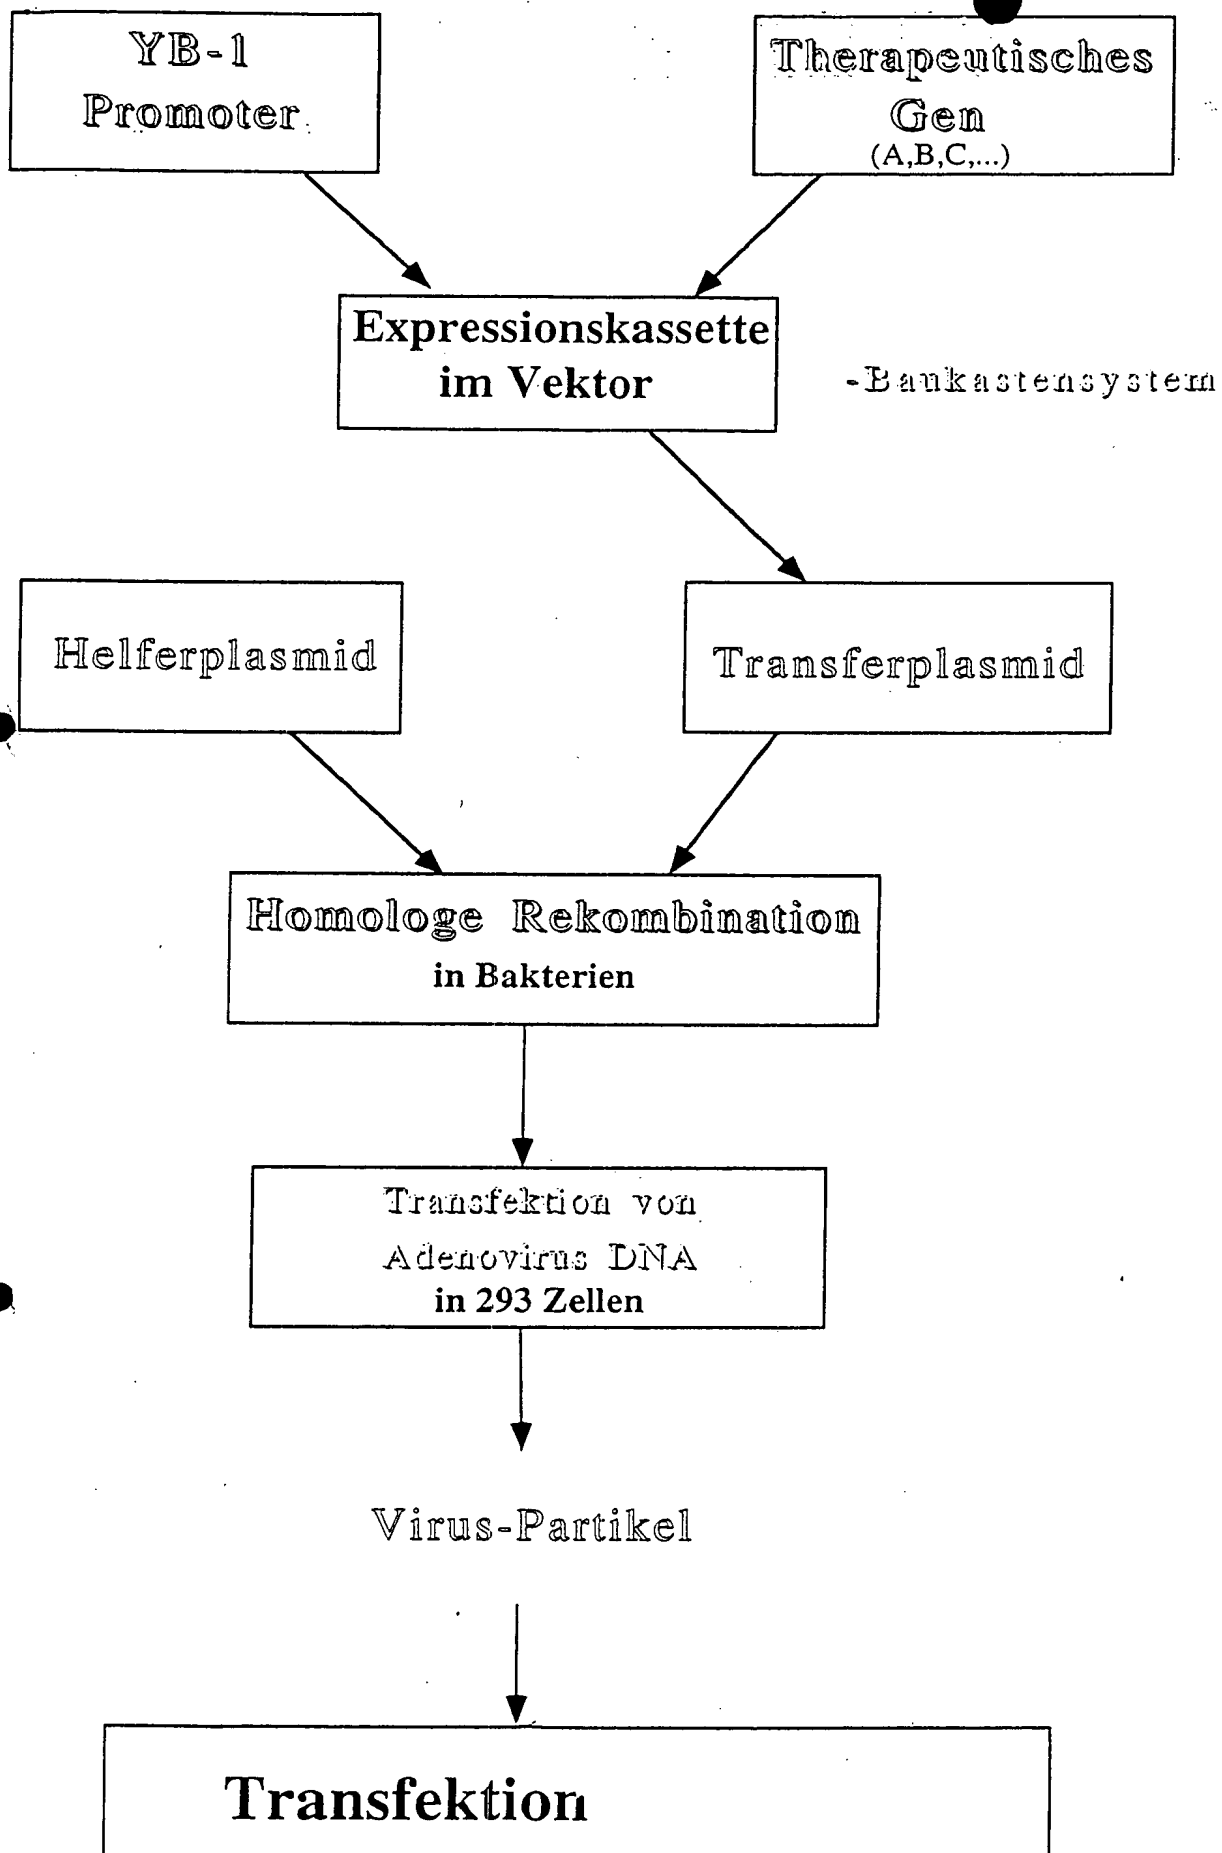 YB-1
Promoter
Therapeutisches
Gen
(A,B,C,...)
Expressionskassette
im Vektor
-Baukastensystem
Helferplasmid
Transferplasmid
Homologe Rekombination
in Bakterien
Transfektion von
Adenovirus DNA
in 293 Zellen
Virus-Partikel
Transfektion